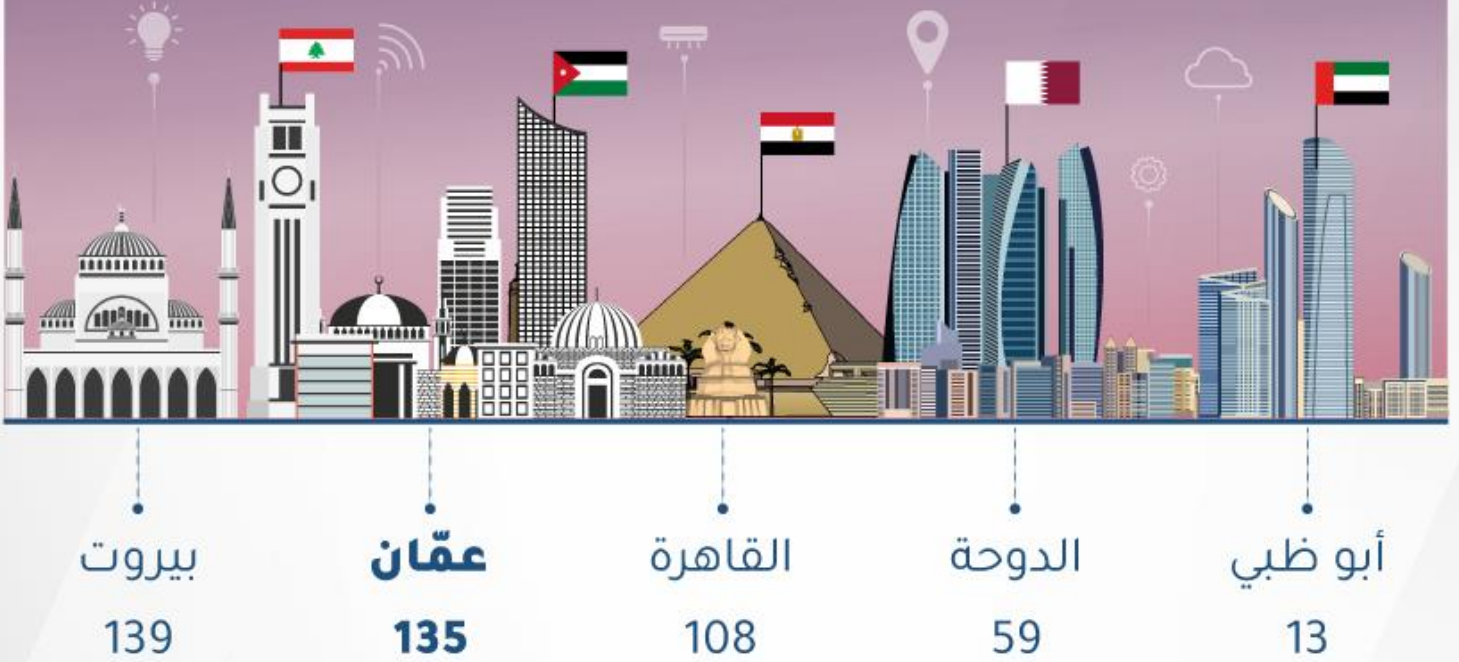 أبو ظبي
13
الدوحة
59
القاهرة
108
عمّان
135
بيروت
139